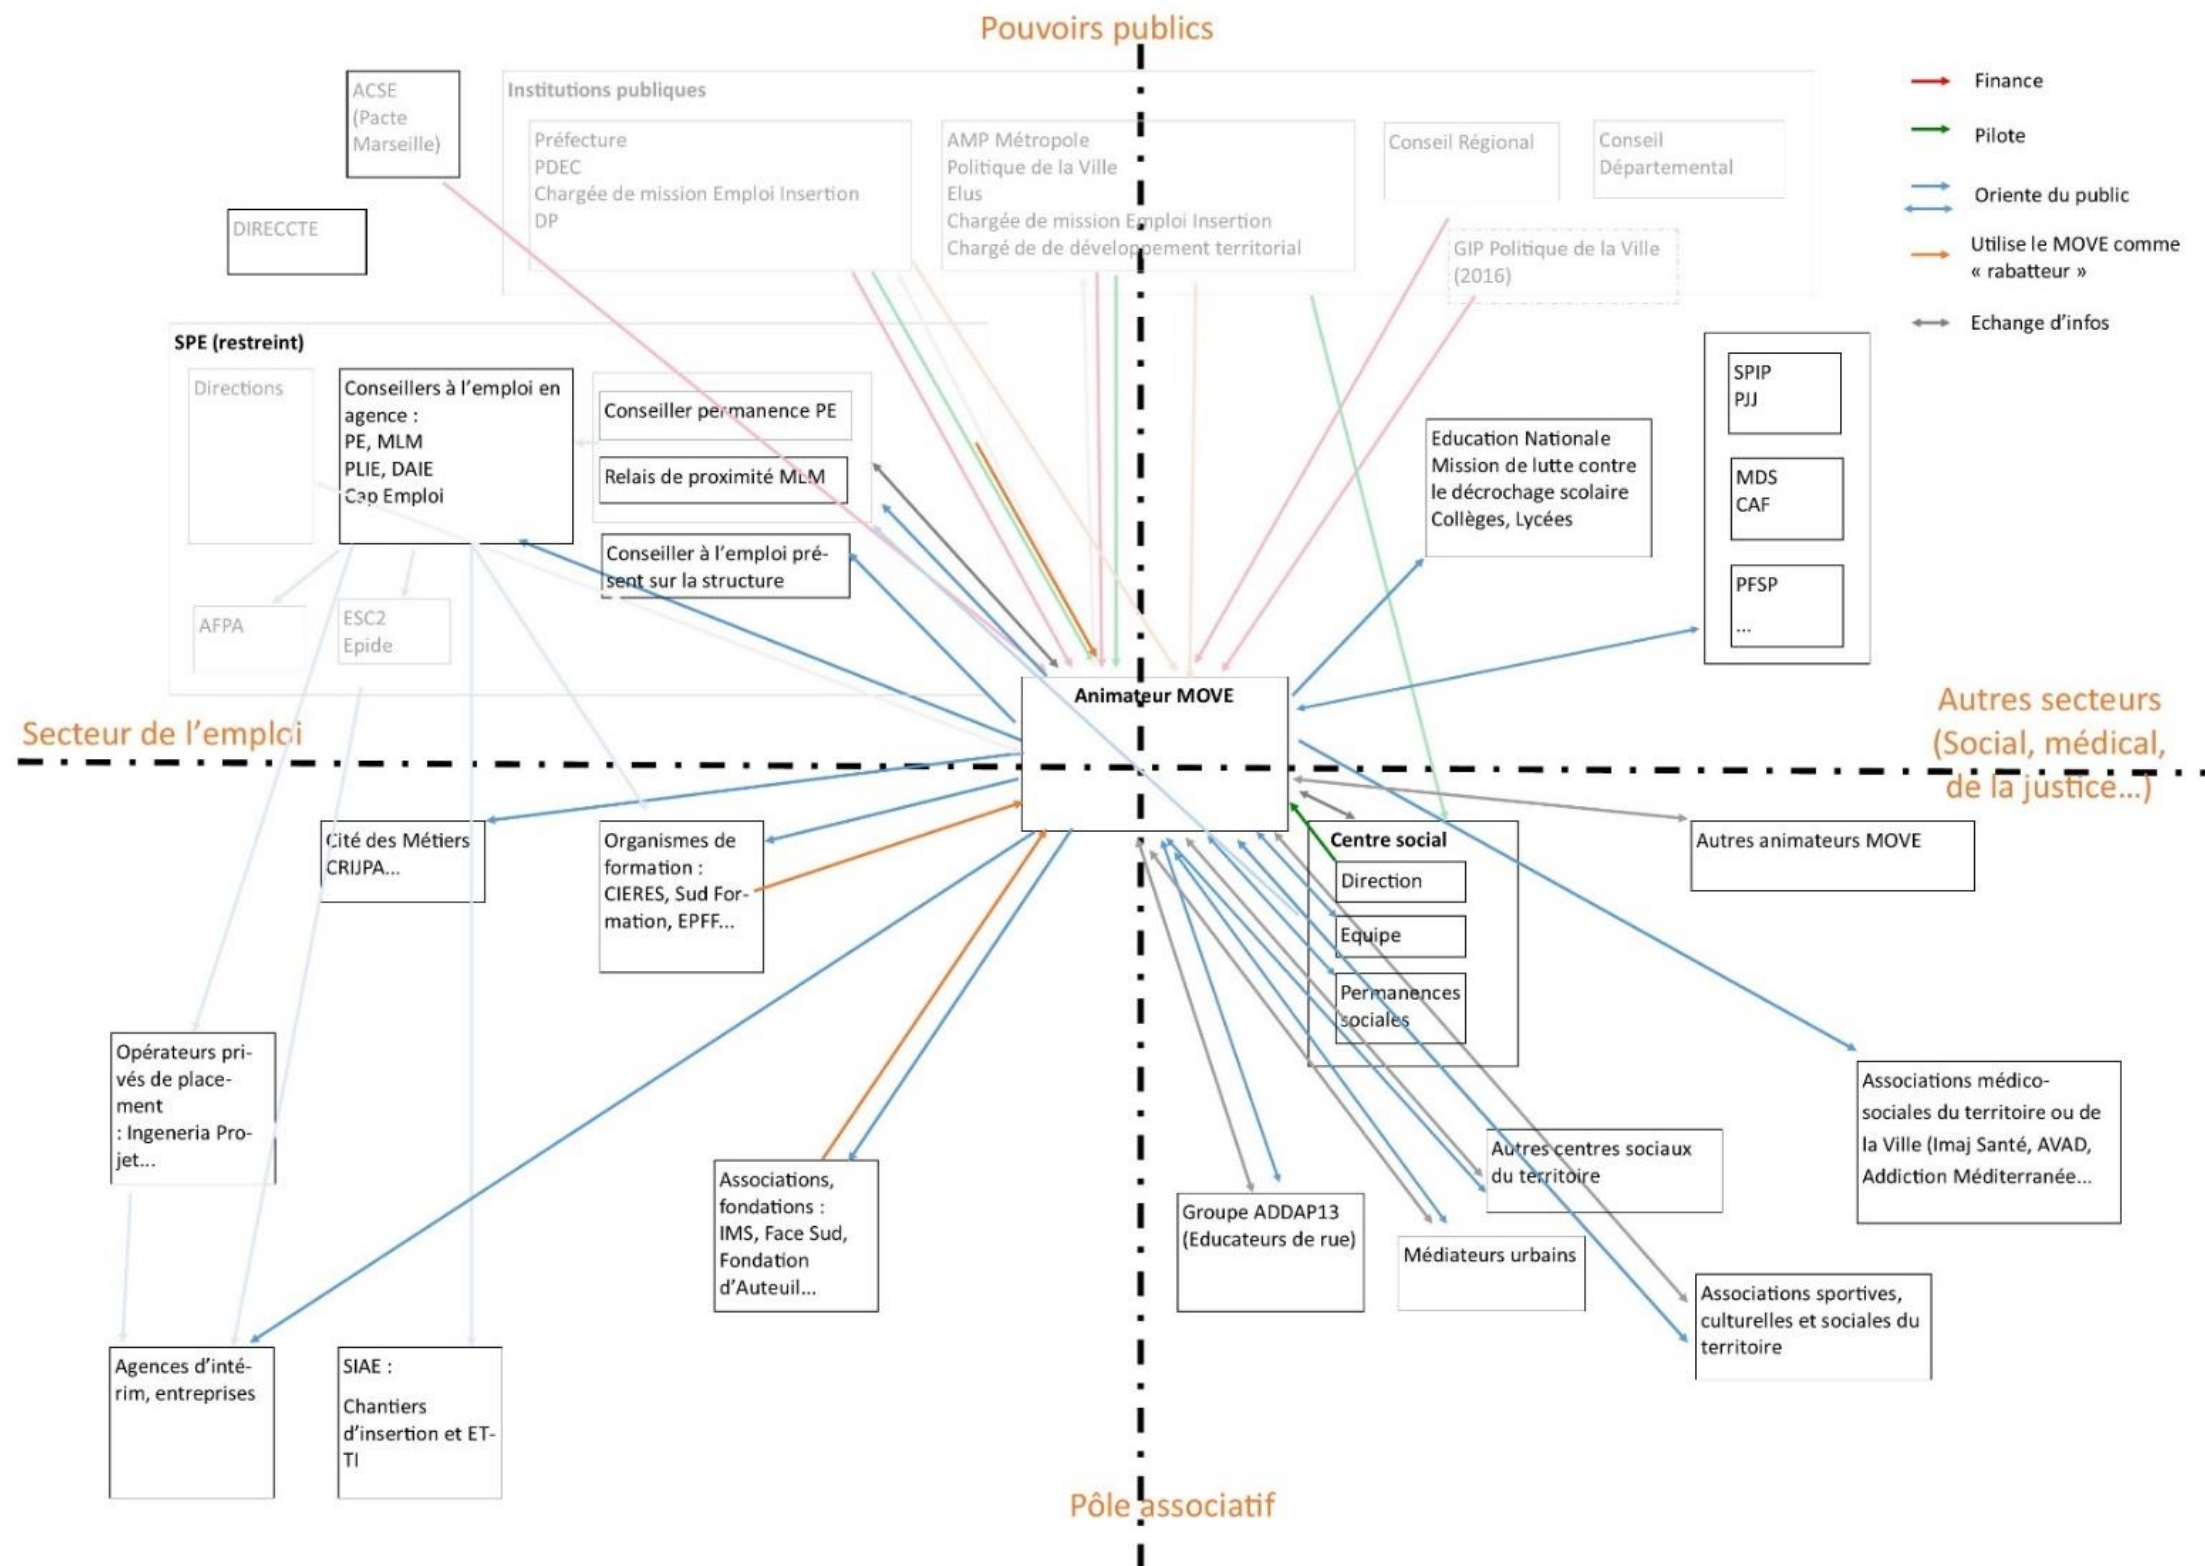 Pouvoirs publics
ACSE
(Pacte
Marseille)
Institutions publiques
Préfecture
PDEC
Chargée de mission Emploi Insertion
DP
AMP Métropole
Politique de la Ville
Elus
Chargée de mission Emploi Insertion
Chargé de de développement territorial
Conseil Régional
Conseil
Départemental
GIP Politique de la Ville
(2016)
Finance
Pilote
Oriente du public
Utilise le MOVE comme
« rabatteur »
Echange d'infos
DIRECCTE
SPE (restreint)
Directions
Conseillers à l'emploi en
agence :
PE, MLM
PLIE, DAIE
Cap Emploi
Conseiller permanence PE
Relais de proximité MLM
Conseiller à l'emploi pré-
sent sur la structure
AFPA
ESC2
Epide
Education Nationale
Mission de lutte contre
le décrochage scolaire
Collèges, Lycées
SPIP
PJJ
MDS
CAF
PFSP
...
Animateur MOVE
Secteur de l'emploi
Autres secteurs
(Social, médical,
de la justice...)
Cité des Métiers
CRIJPA...
Organismes de
formation :
CIERES, Sud For-
mation, EPFF...
Centre social
Direction
Equipe
Permanences
sociales
Autres animateurs MOVE
Opérateurs pri-
vés de place-
ment
: Ingeneria Pro-
jet...
Associations,
fondations :
IMS, Face Sud,
Fondation
d'Auteuil...
Groupe ADDAP13
(Educateurs de rue)
Médiateurs urbains
Autres centres sociaux
du territoire
Associations médico-
sociales du territoire ou de
la Ville (Imaj Santé, AVAD,
Addiction Méditerranée...
Associations sportives,
culturelles et sociales du
territoire
Agences d'inté-
rim, entreprises
SIAE :
Chantiers
d'insertion et ET-
TI
Pôle associatif